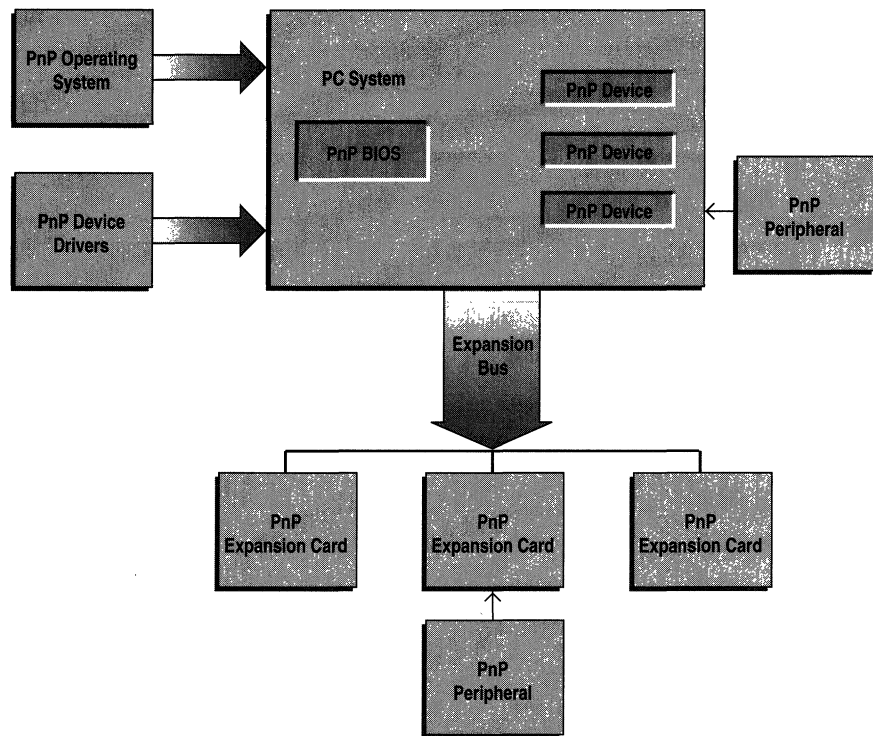 PnP Operating
System
PC System
PnP Device
PnP BIOS
PnP Device
PnP Device
PnP Device
Drivers
PnP
Peripheral
Expansion
Bus
PnP
Expansion Card
PnP
Expansion Card
PnP
Expansion Card
PnP
Peripheral